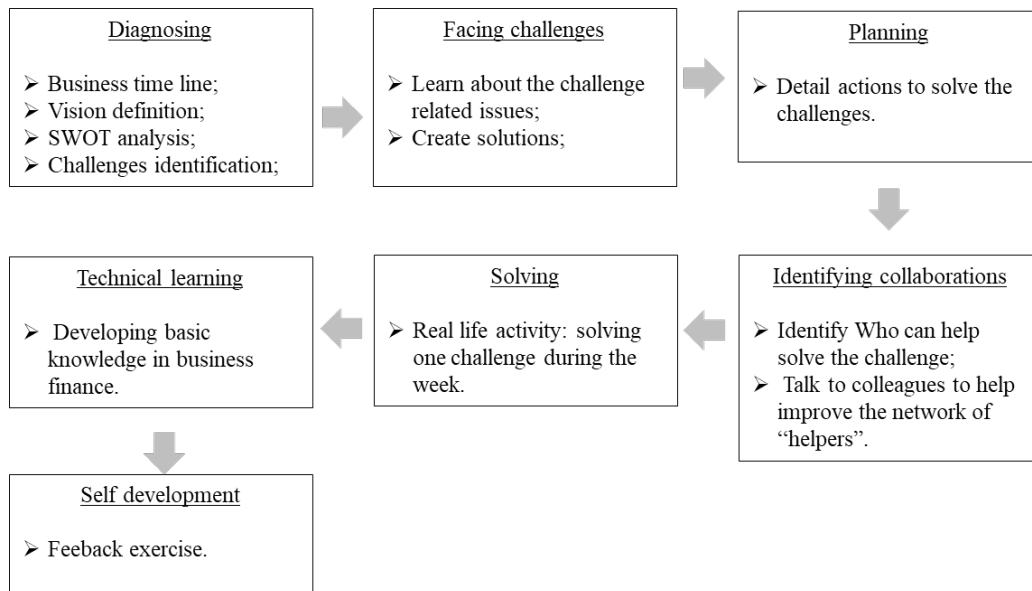 Diagnosing
➢ Business time line;
➢ Vision definition;
➢ SWOT analysis;
➢ Challenges identification;
Facing challenges
➢ Learn about the challenge
related issues;
➢ Create solutions;
Planning
➢ Detail actions to solve the
challenges.
Identifying collaborations
➢ Identify Who can help
solve the challenge;
➢ Talk to colleagues to help
improve the network of
“helpers”.
Solving
➢ Real life activity: solving
one challenge during the
week.
Technical learning
➢ Developing basic
knowledge in business
finance.
Self development
➢ Feeback exercise.